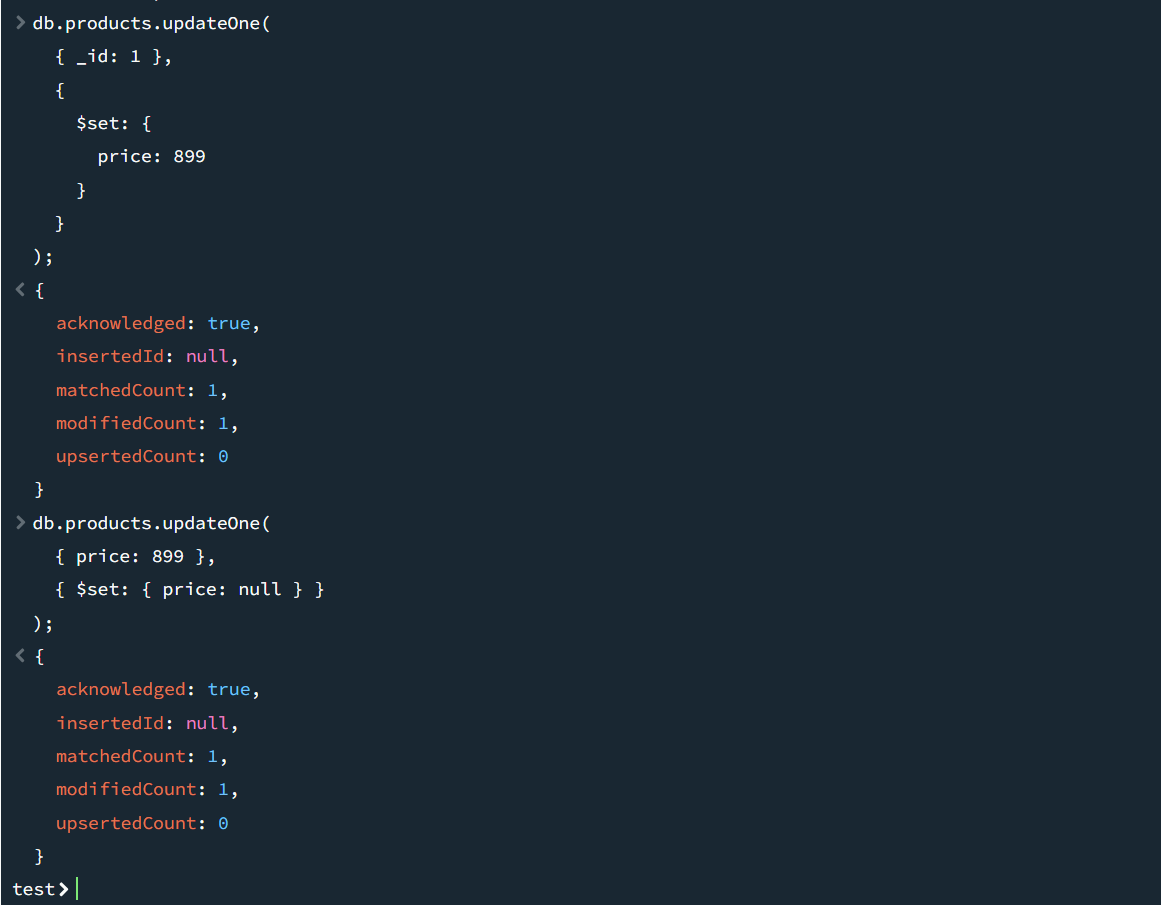 > db.products.updateOne(
{ _id: 1 },
{
$set: {
price: 899
}
}
);
< {
acknowledged: true,
insertedId: null,
matchedCount: 1,
modifiedCount: 1,
upsertedCount: 0
}
> db.products.updateOne(
{ price: 899 },
{ $set: { price: null } }
);
< {
acknowledged: true,
insertedId: null,
matchedCount: 1,
modifiedCount: 1,
upsertedCount: 0
}
test>